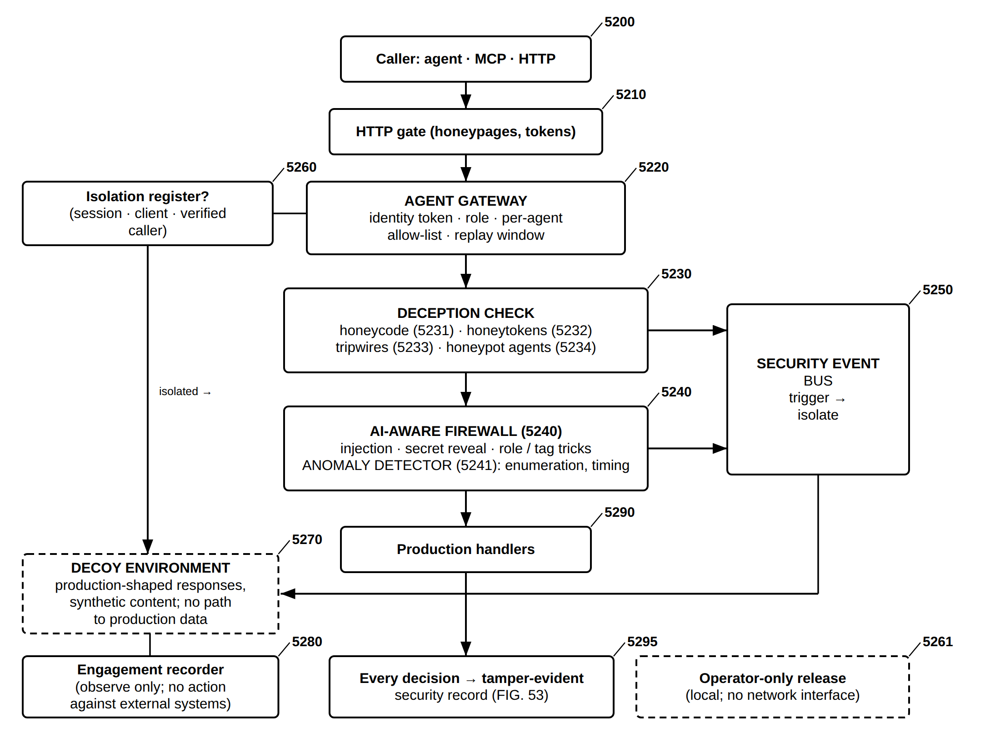 5200
Caller: agent · MCP · HTTP
5210
HTTP gate (honeypages, tokens)
5260
Isolation register?
(session · client · verified
caller)
5220
AGENT GATEWAY
identity token · role · per-agent
allow-list · replay window
5230
DECEPTION CHECK
honeycode (5231) · honeytokens (5232)
tripwires (5233) · honeypot agents (5234)
5250
SECURITY EVENT
BUS
trigger →
isolate
isolated →
5240
AI-AWARE FIREWALL (5240)
injection · secret reveal · role / tag tricks
ANOMALY DETECTOR (5241): enumeration, timing
5290
Production handlers
5270
DECOY ENVIRONMENT
production-shaped responses,
synthetic content; no path
to production data
5280
Engagement recorder
(observe only; no action
against external systems)
5295
Every decision → tamper-evident
security record (FIG. 53)
5261
Operator-only release
(local; no network interface)